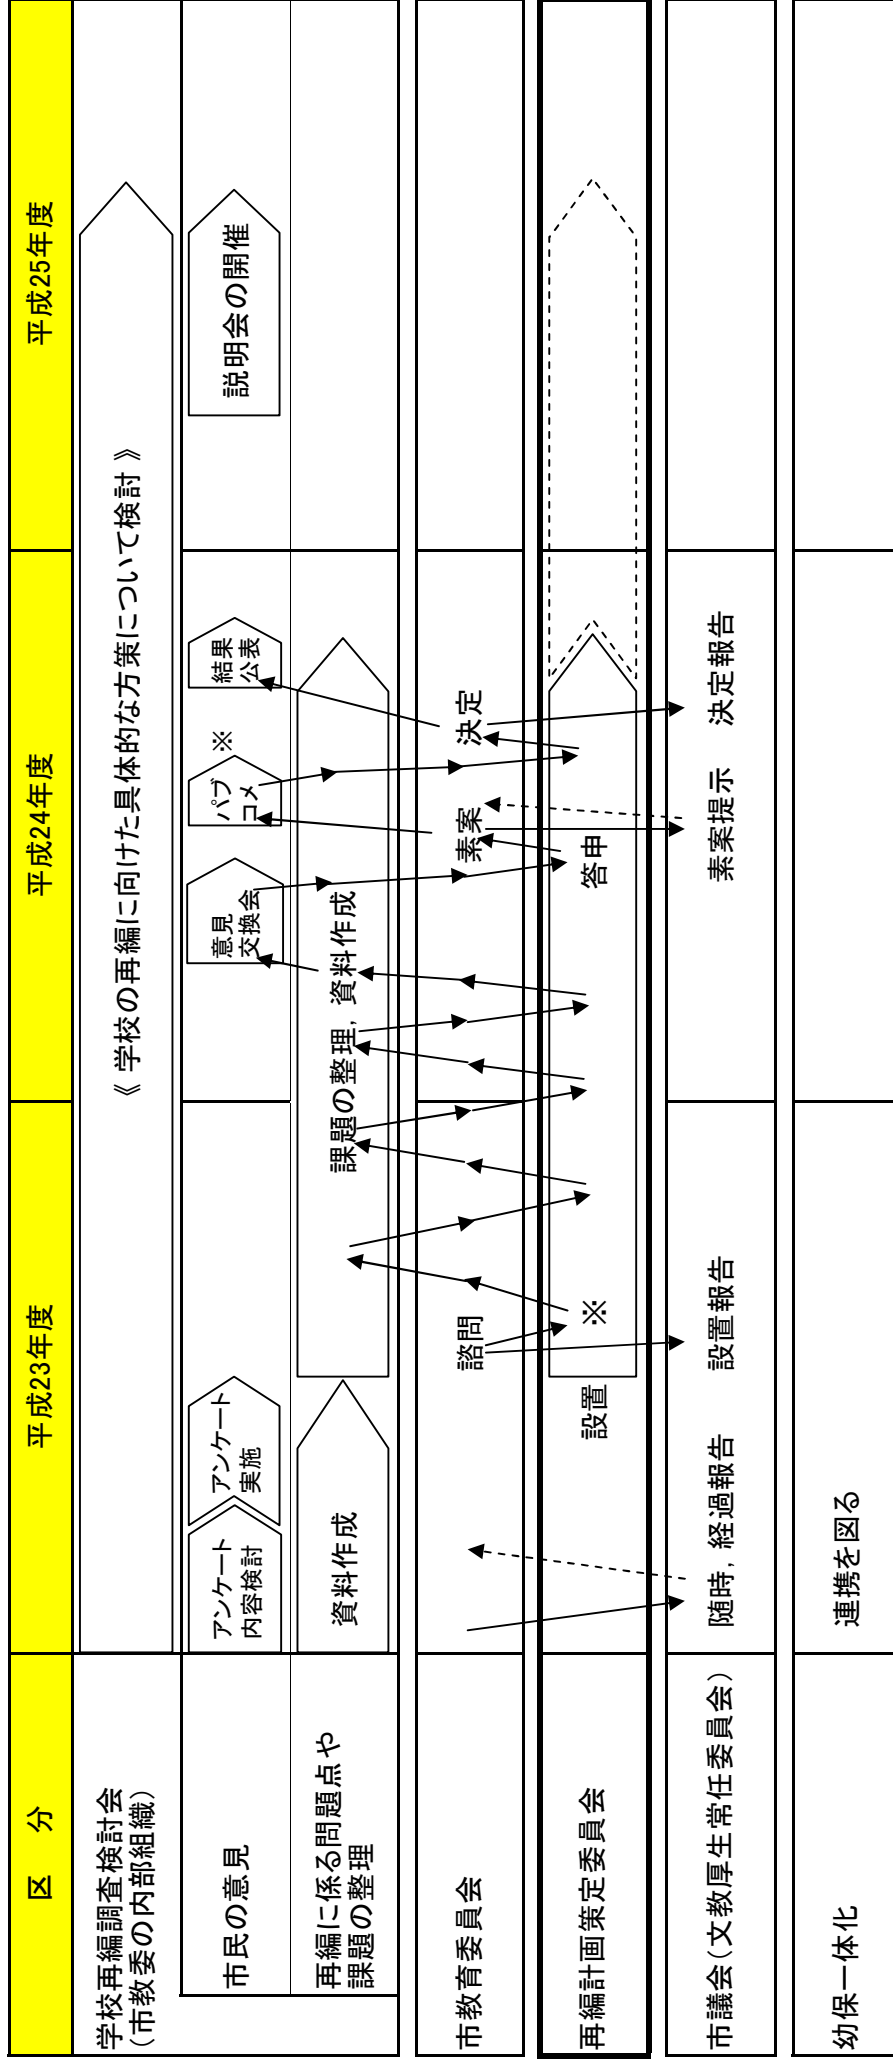 区　分
平成23年度
平成24年度
平成25年度
学校再編調査検討会
（市教委の内部組織）
《 学校の再編に向けた具体的な方策について検討 》
市民の意見
アンケート
内容検討
アンケート
実施
意見
交換会
パブ
コメ
※
結果
公表
説明会の開催
再編に係る問題点や
課題の整理
資料作成
課題の整理，資料作成
市教育委員会
諮問
素案
決定
再編計画策定委員会
設置
※
答申
市議会（文教厚生常任委員会）
随時，経過報告
設置報告
素案提示
決定報告
幼保一体化
連携を図る